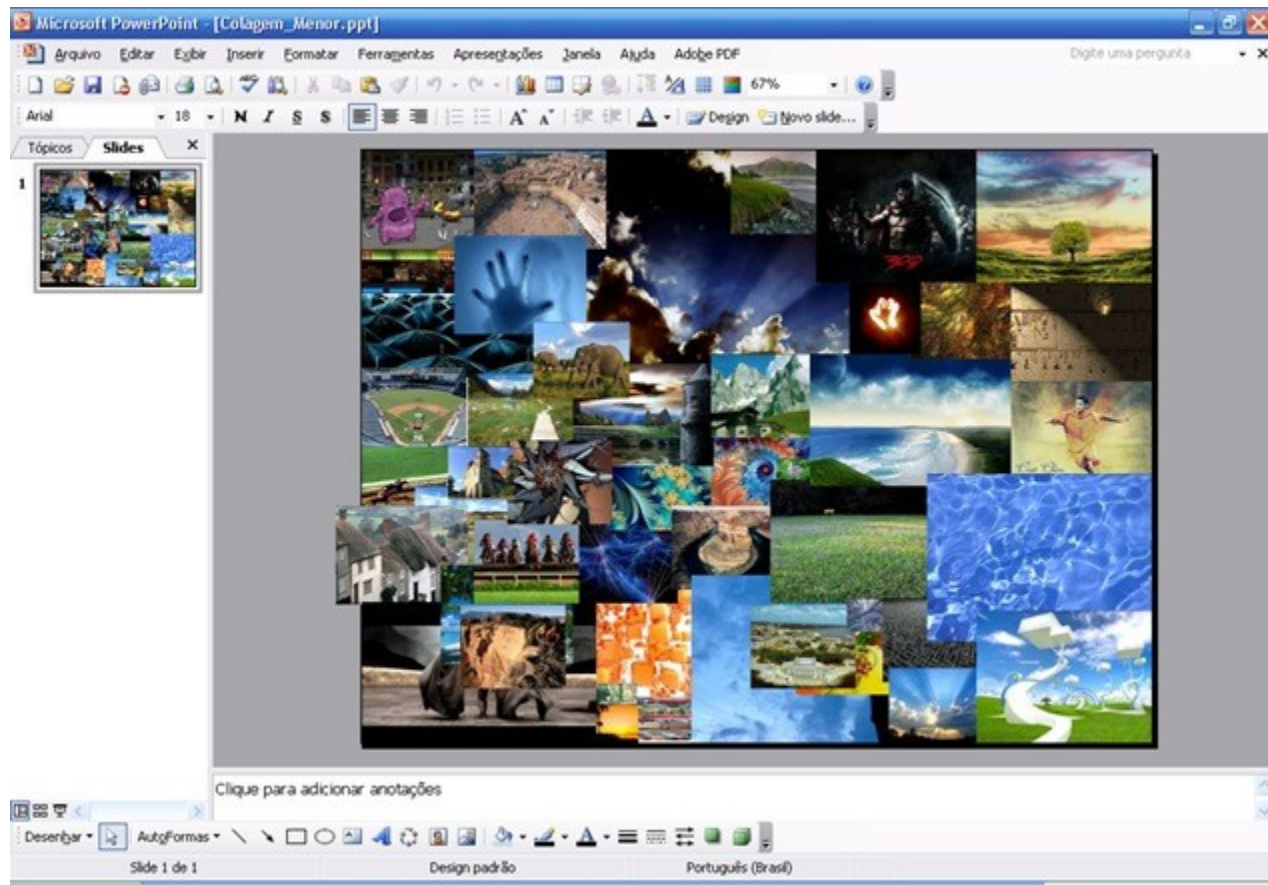 Microsoft PowerPoint - [Colagem_Menor.ppt]
Arquivo Editar Exibir Inserir Formatar Ferramentas Apresentações Janela Ajuda Adobe PDF Digite uma pergunta
67%
Arial 18 N I S S Design Novo slide...
Tópicos Slides
1
300
Clique para adicionar anotações
Desenhar AutoFormas
Slide 1 de 1 Design padrão Português (Brasil)